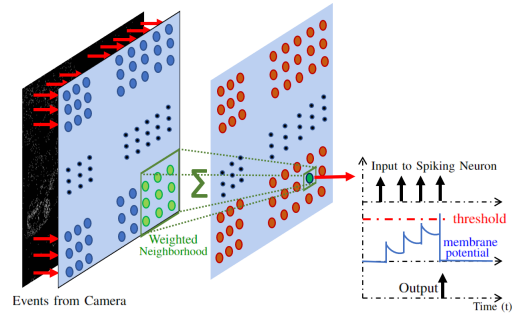 Input to Spiking Neuron
threshold
membrane
potential
Σ
Weighted
Neighborhood
Output
Events from Camera
Time (t)